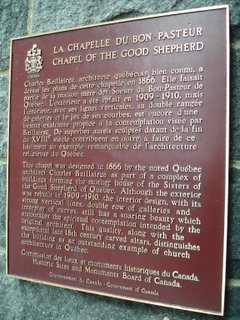 LA CHAPELLE DU BON-PASTEUR
CHAPEL OF THE GOOD SHEPHERD
Charles Baillairgé, architecte québécois bien connu, a
dressé les plans de cette chapelle en 1866. Elle faisait
partie de la maison mère des Soeurs du Bon-Pasteur de
Québec. L'extérieur a été refait en 1909-1910, mais
l'intérieur, avec ses lignes verticales, sa double rangée
de galeries et le jeu de ses courbes, est encore d'une
beauté exaltante propice à la contemplation visée par
Baillairgé. De superbes autels sculptés datant de la fin
du XVIIIe siècle contribuent en outre à faire de ce
bâtiment un exemple remarquable de l'architecture
religieuse du Québec.
This chapel was designed in 1866 by the noted Québec
architect Charles Baillairgé as part of a complex of
buildings forming the mother house of the Sisters of
the Good Shepherd of Québec. Although the exterior
was rebuilt in 1909-1910, the interior design, with its
strong vertical lines, double row of galleries and
interplay of curves, still has a soaring beauty which
encourages the spiritual contemplation intended by the
original architect. This quality, along with the
exceptional late 18th century carved altars, distinguishes
the building as an outstanding example of church
architecture in Québec.
Commission des lieux et monuments historiques du Canada.
Historic Sites and Monuments Board of Canada.
Gouvernement du Canada - Government of Canada